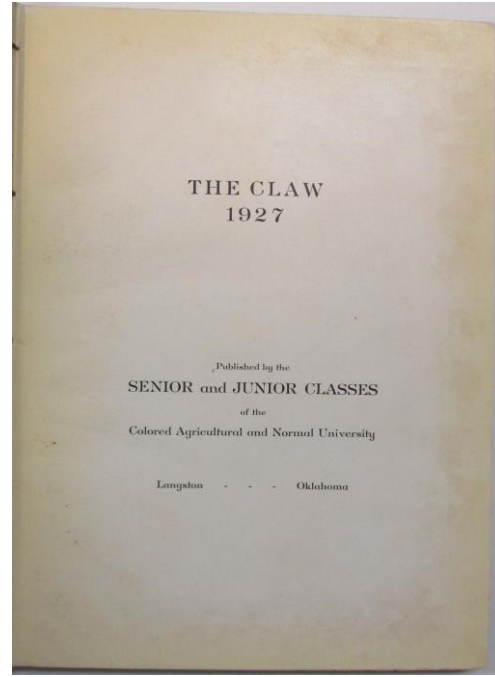 THE CLAW
1927
Published by the
SENIOR and JUNIOR CLASSES
of the
Colored Agricultural and Normal University
Langston - - - Oklahoma